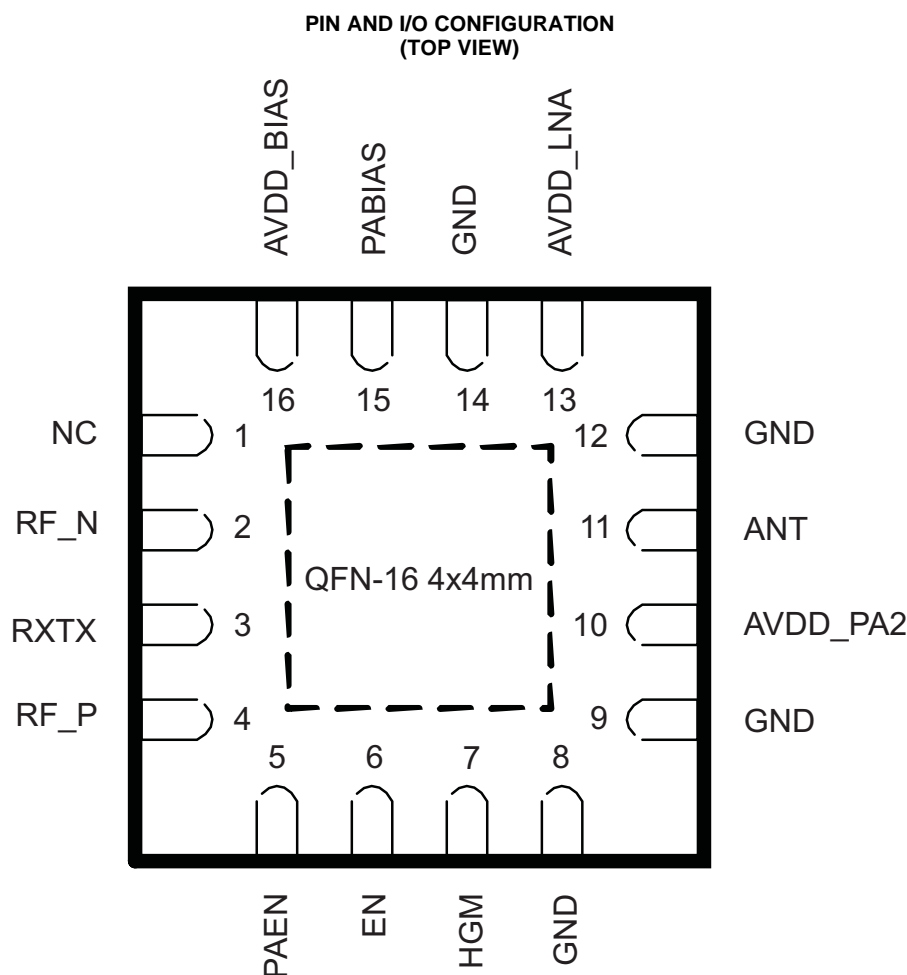 PIN AND I/O CONFIGURATION
(TOP VIEW)
AVDD_BIAS
PABIAS
GND
AVDD_LNA
16
15
14
13
NC
1
12
GND
RF_N
2
11
ANT
QFN-16 4x4mm
RXTX
3
10
AVDD_PA2
RF_P
4
9
GND
5
6
7
8
PAEN
EN
HGM
GND